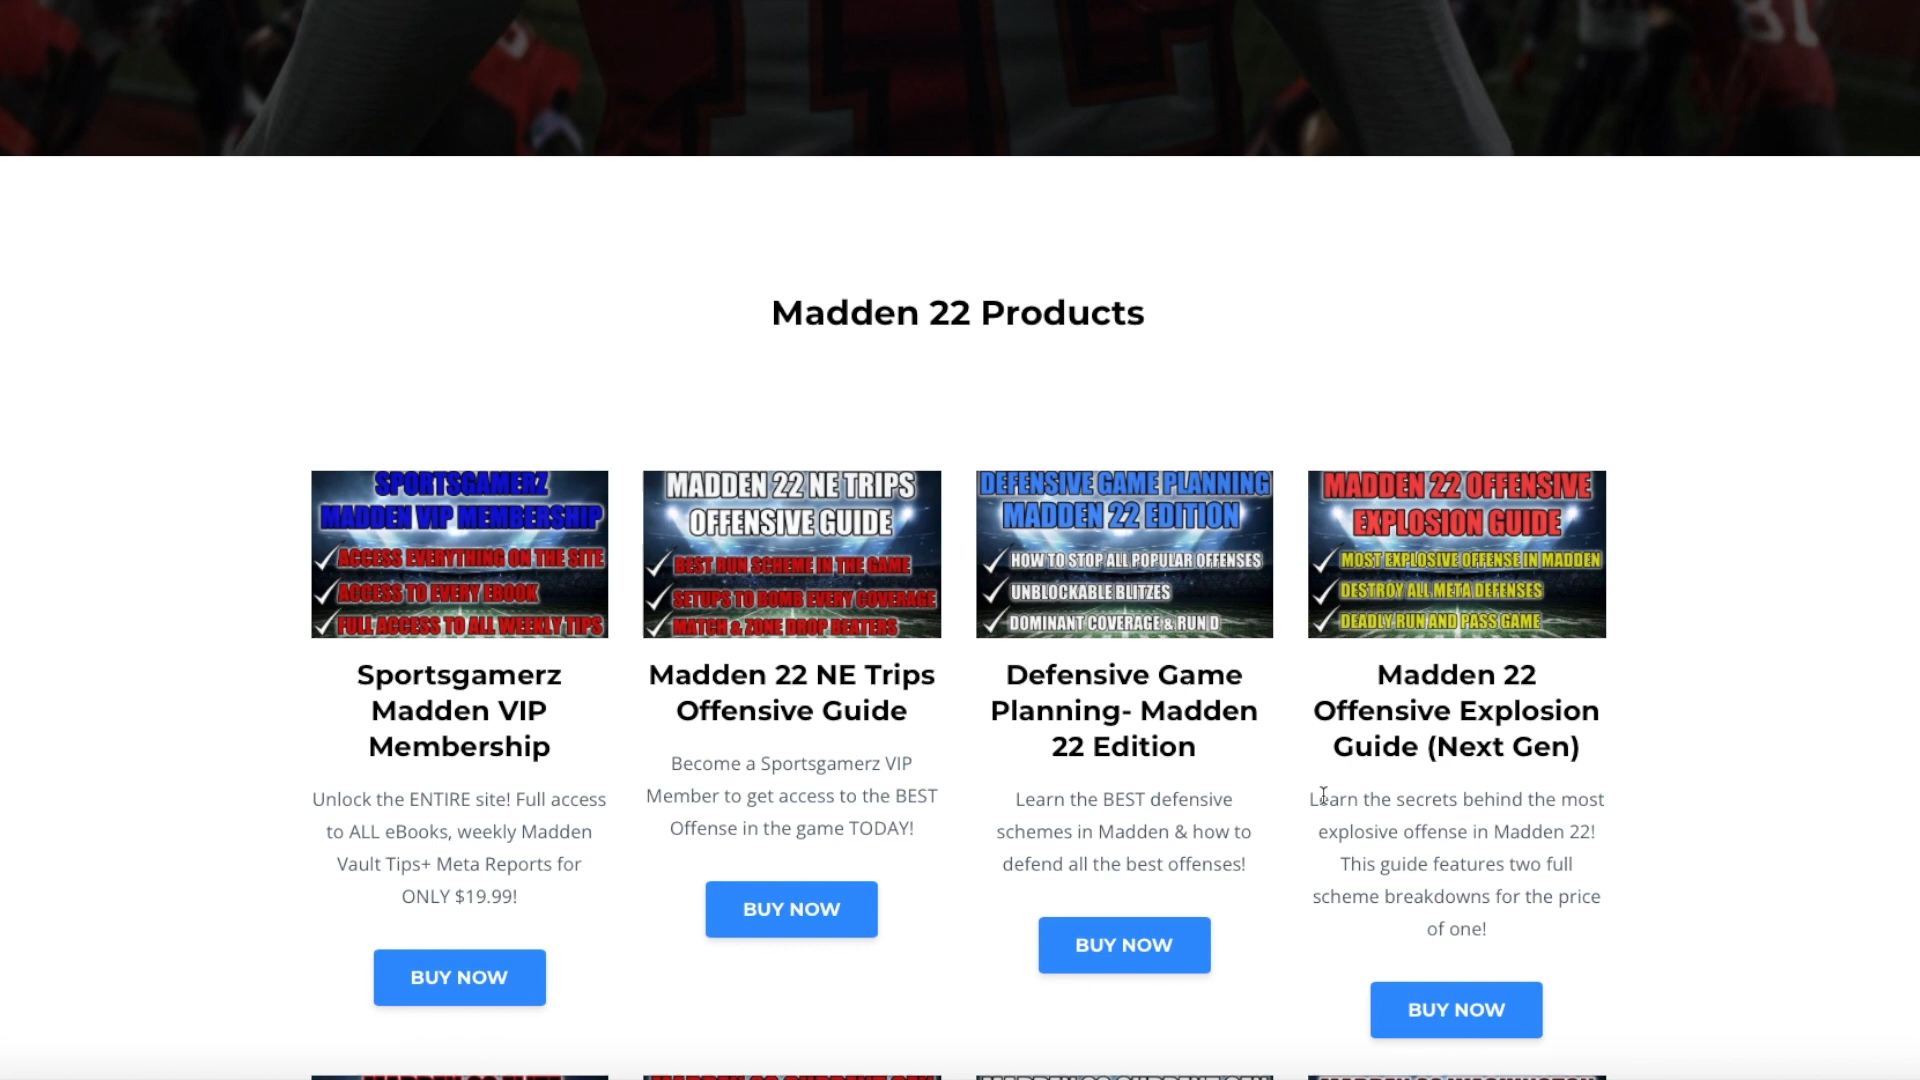 81
Madden 22 Products
SPORTSGAMERZ
MADDEN VIP MEMBERSHIP
ACCESS EVERYTHING ON THE SITE
ACCESS TO EVERY EBOOK
FULL ACCESS TO ALL WEEKLY TIPS
Sportsgamerz
Madden VIP
Membership
Unlock the ENTIRE site! Full access
to ALL eBooks, weekly Madden
Vault Tips+ Meta Reports for
ONLY $19.99!
BUY NOW
MADDEN 22 NE TRIPS
OFFENSIVE GUIDE
BEST RUN SCHEME IN THE GAME
SETUPS TO BOMB EVERY COVERAGE
MATCH & ZONE DROP BEATERS
Madden 22 NE Trips
Offensive Guide
Become a Sportsgamerz VIP
Member to get access to the BEST
Offense in the game TODAY!
BUY NOW
DEFENSIVE GAME PLANNING
MADDEN 22 EDITION
HOW TO STOP ALL POPULAR OFFENSES
UNBLOCKABLE BLITZES
DOMINANT COVERAGE & RUN D
Defensive Game
Planning- Madden
22 Edition
Learn the BEST defensive
schemes in Madden & how to
defend all the best offenses!
BUY NOW
MADDEN 22 OFFENSIVE
EXPLOSION GUIDE
MOST EXPLOSIVE OFFENSE IN MADDEN
DESTROY ALL META DEFENSES
DEADLY RUN AND PASS GAME
Madden 22
Offensive Explosion
Guide (Next Gen)
Learn the secrets behind the most
explosive offense in Madden 22!
This guide features two full
scheme breakdowns for the price
of one!
BUY NOW